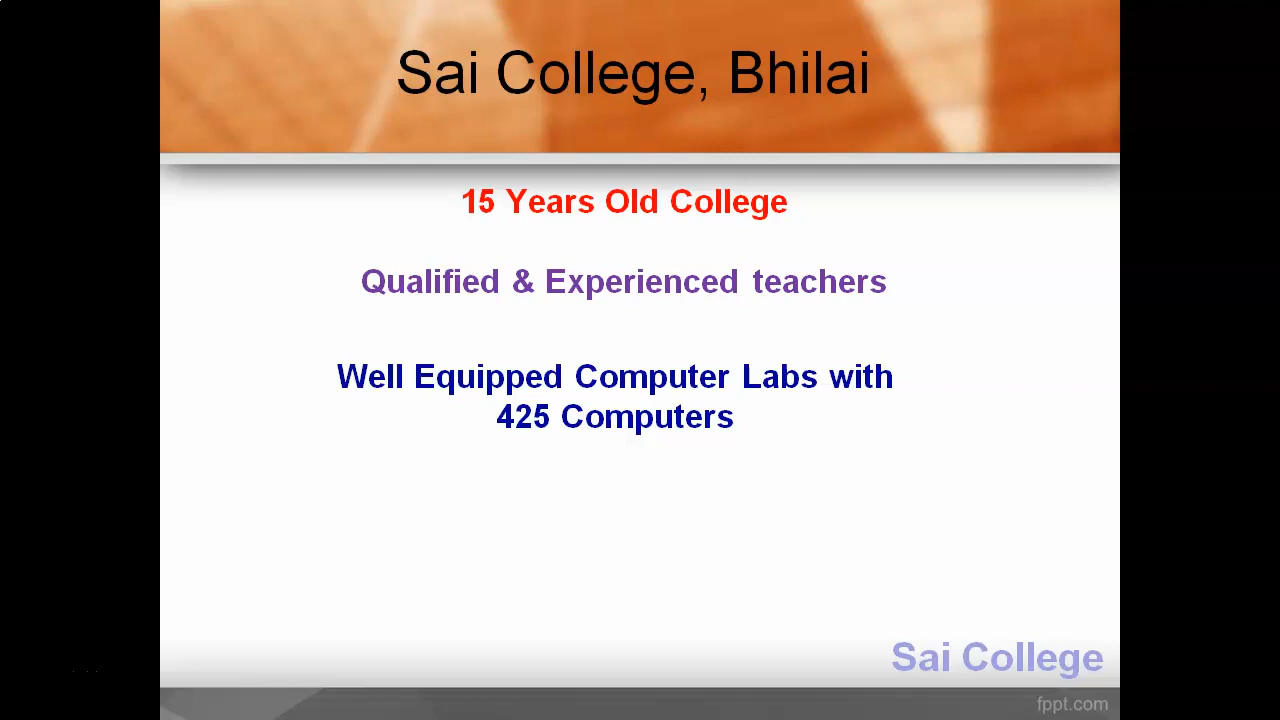 Sai College, Bhilai
15 Years Old College
Qualified & Experienced teachers
Well Equipped Computer Labs with
425 Computers
Sai College
fppt.com